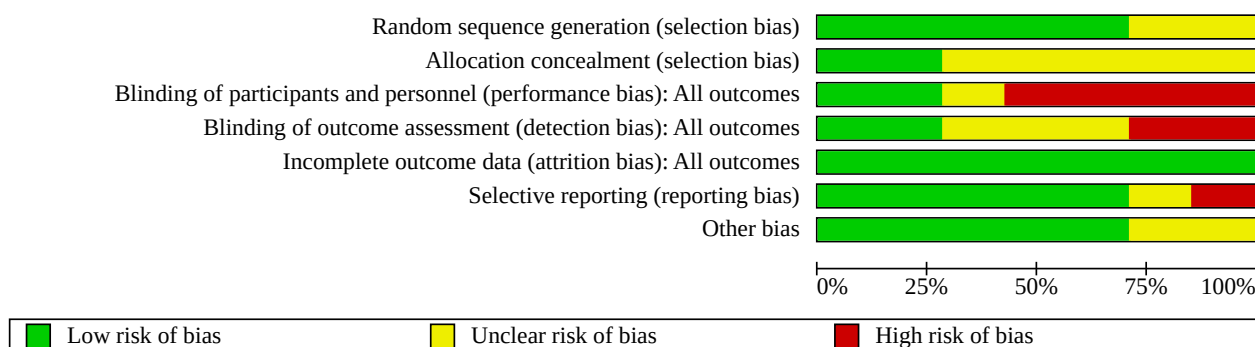 Random sequence generation (selection bias)
Allocation concealment (selection bias)
Blinding of participants and personnel (performance bias): All outcomes
Blinding of outcome assessment (detection bias): All outcomes
Incomplete outcome data (attrition bias): All outcomes
Selective reporting (reporting bias)
Other bias
0% 25% 50% 75% 100%
Low risk of bias Unclear risk of bias High risk of bias